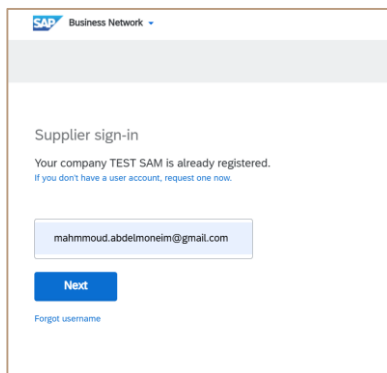 SAP Business Network
Supplier sign-in
Your company TEST SAM is already registered.
If you don't have a user account, request one now.
mahmmoud.abdelmoneim@gmail.com
Next
Forgot username